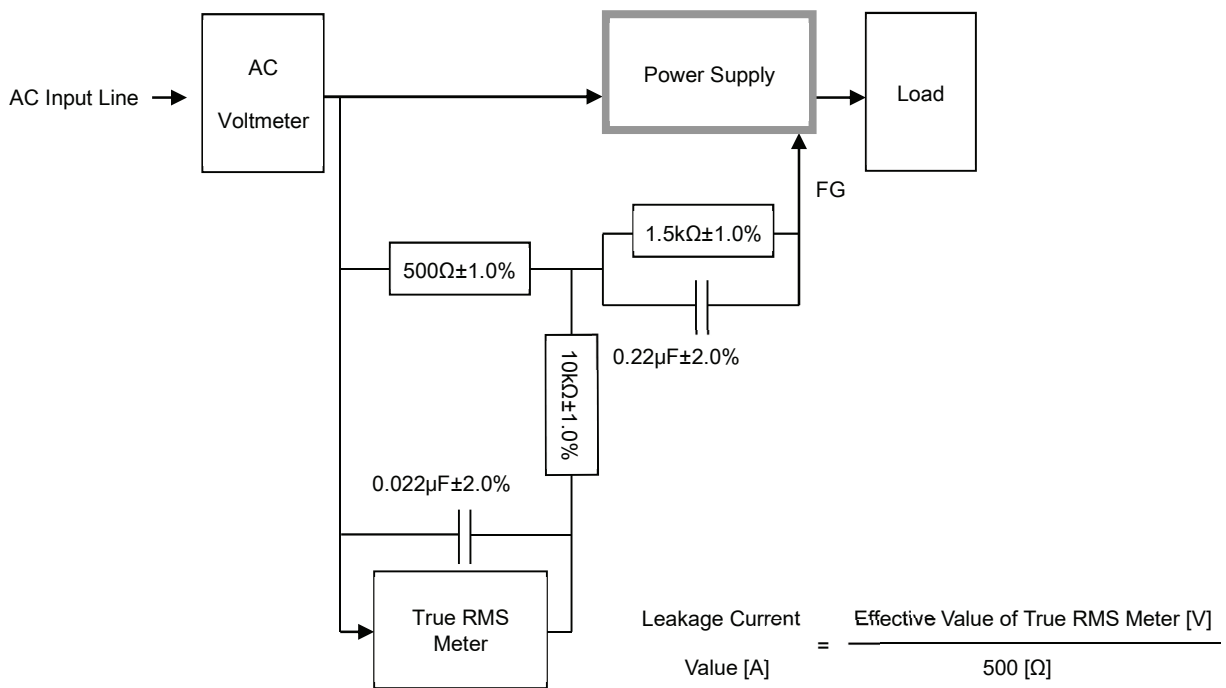 AC Input Line
AC
Voltmeter
Power Supply
Load
FG
1.5kΩ±1.0%
500Ω±1.0%
0.22μF±2.0%
10kΩ±1.0%
0.022μF±2.0%
True RMS
Meter
Leakage Current
Value [A]
=
Effective Value of True RMS Meter [V]
500 [Ω]